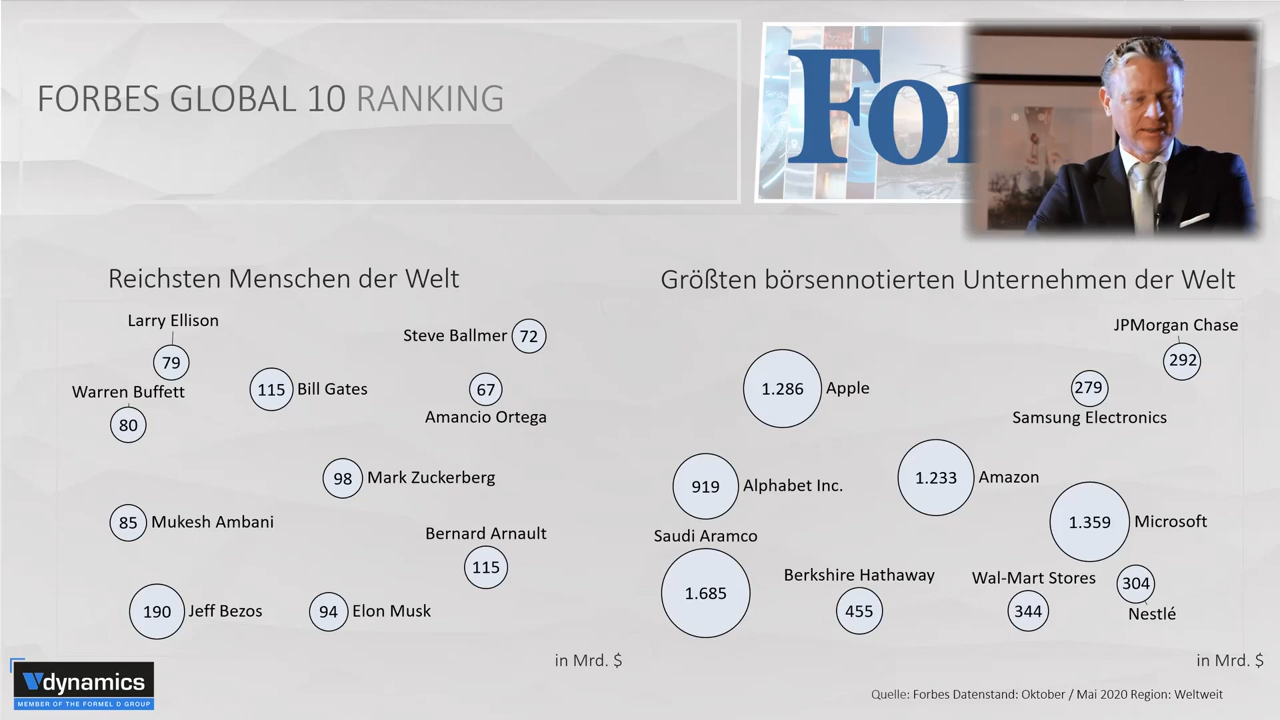 FORBES GLOBAL 10 RANKING
For
Reichsten Menschen der Welt
Larry Ellison
79
Steve Ballmer 72
Warren Buffett
80
115 Bill Gates
67
Amancio Ortega
98 Mark Zuckerberg
85 Mukesh Ambani
Bernard Arnault
115
190 Jeff Bezos
94 Elon Musk
in Mrd. $
Größten börsennotierten Unternehmen der Welt
JPMorgan Chase
292
1.286 Apple
279
Samsung Electronics
919 Alphabet Inc.
1.233 Amazon
1.359 Microsoft
Saudi Aramco
1.685
Berkshire Hathaway
455
Wal-Mart Stores
344
304
Nestlé
in Mrd. $
Vdynamics
MEMBER OF THE FORMEL D GROUP
Quelle: Forbes Datenstand: Oktober / Mai 2020 Region: Weltweit